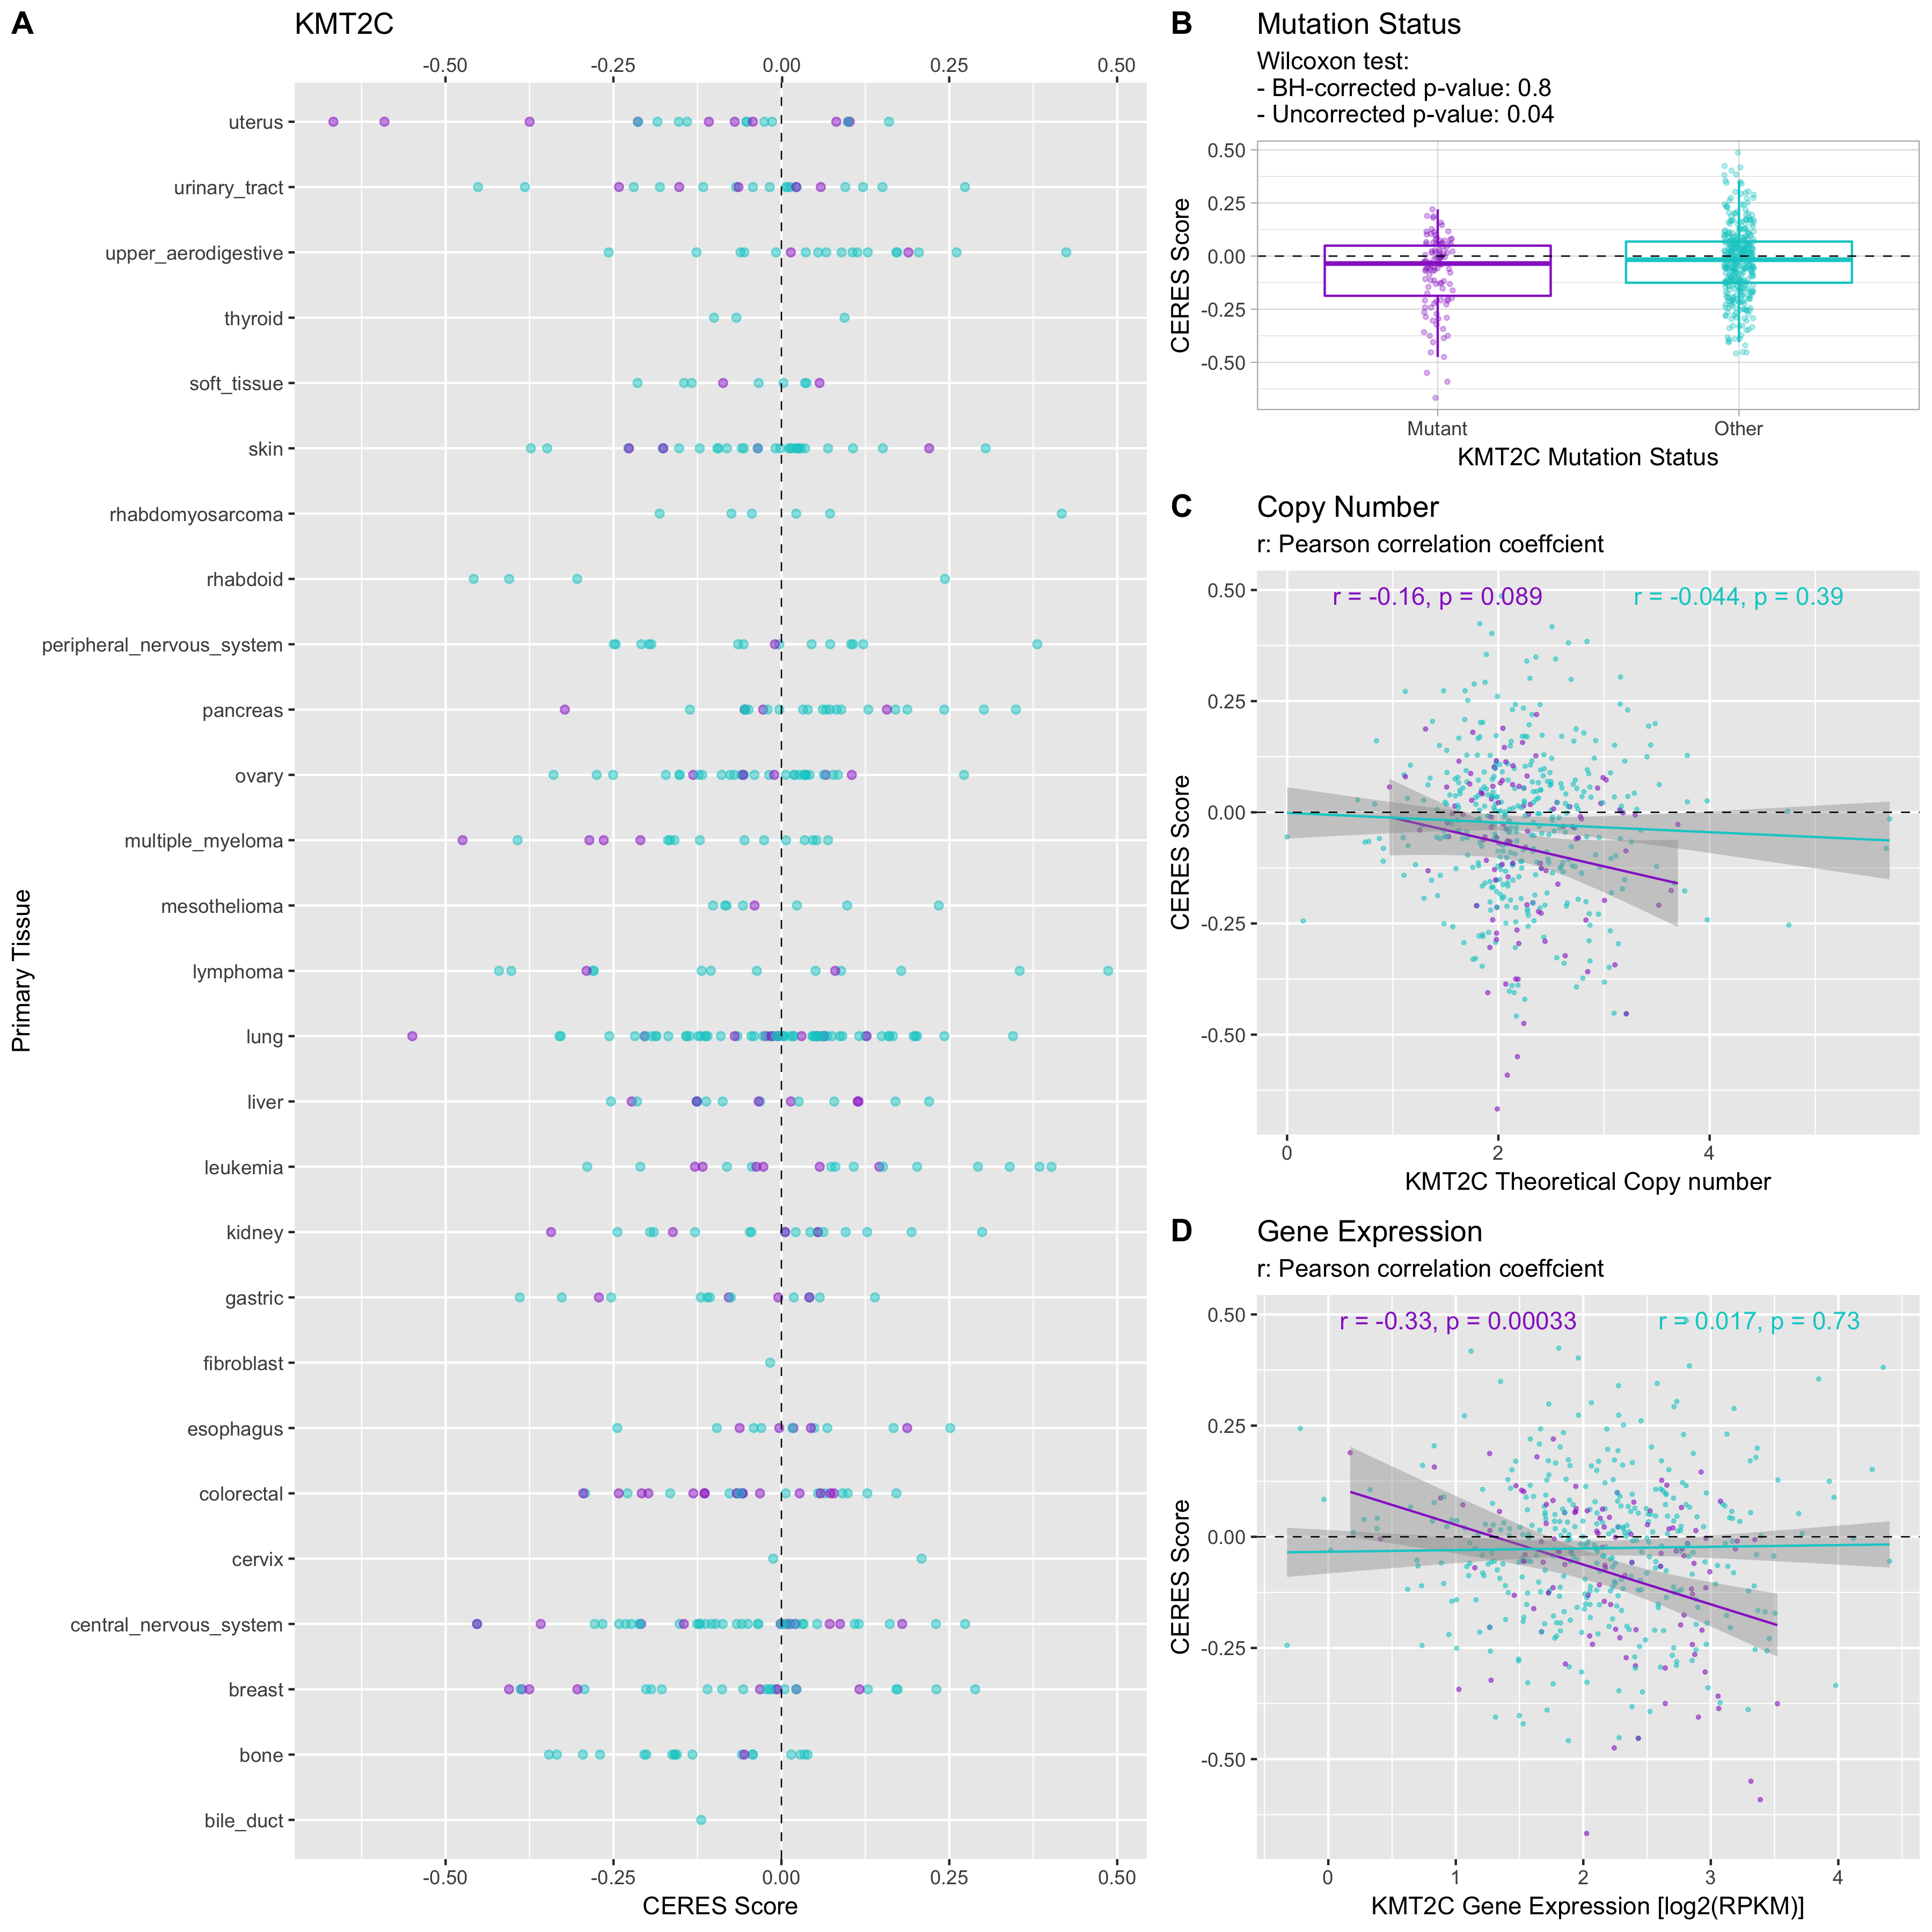 A
KMT2C
-0.50 -0.25 0.00 0.25 0.50
uterus
urinary_tract
upper_aerodigestive
thyroid
soft_tissue
skin
rhabdomyosarcoma
rhabdoid
peripheral_nervous_system
pancreas
ovary
multiple_myeloma
mesothelioma
lymphoma
lung
liver
leukemia
kidney
gastric
fibroblast
esophagus
colorectal
cervix
central_nervous_system
breast
bone
bile_duct
Primary Tissue
-0.50 -0.25 0.00 0.25 0.50
CERES Score
B
Mutation Status
Wilcoxon test:
- BH-corrected p-value: 0.8
- Uncorrected p-value: 0.04
0.50
0.25
0.00
-0.25
-0.50
CERES Score
Mutant Other
KMT2C Mutation Status
C
Copy Number
r: Pearson correlation coeffcient
r = -0.16, p = 0.089 r = -0.044, p = 0.39
0.50
0.25
0.00
-0.25
-0.50
CERES Score
0 2 4
KMT2C Theoretical Copy number
D
Gene Expression
r: Pearson correlation coeffcient
r = -0.33, p = 0.00033 r = 0.017, p = 0.73
0.50
0.25
0.00
-0.25
-0.50
CERES Score
0 1 2 3 4
KMT2C Gene Expression [log2(RPKM)]